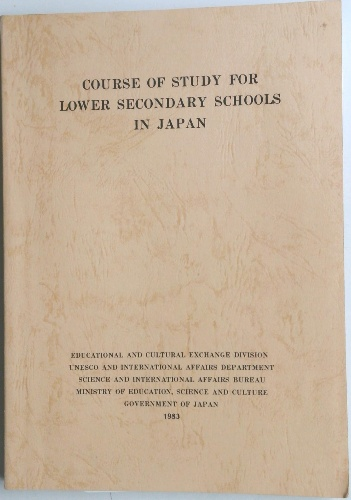 COURSE OF STUDY FOR
LOWER SECONDARY SCHOOLS
IN JAPAN
EDUCATIONAL AND CULTURAL EXCHANGE DIVISION
UNESCO AND INTERNATIONAL AFFAIRS DEPARTMENT
SCIENCE AND INTERNATIONAL AFFAIRS BUREAU
MINISTRY OF EDUCATION, SCIENCE AND CULTURE
GOVERNMENT OF JAPAN
1983